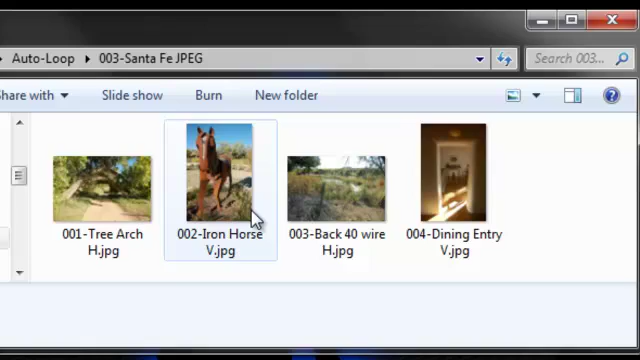 Auto-Loop 003-Santa Fe JPEG Search 003...
Share with Slide show Burn New folder
001-Tree Arch H.jpg
002-Iron Horse V.jpg
003-Back 40 wire H.jpg
004-Dining Entry V.jpg